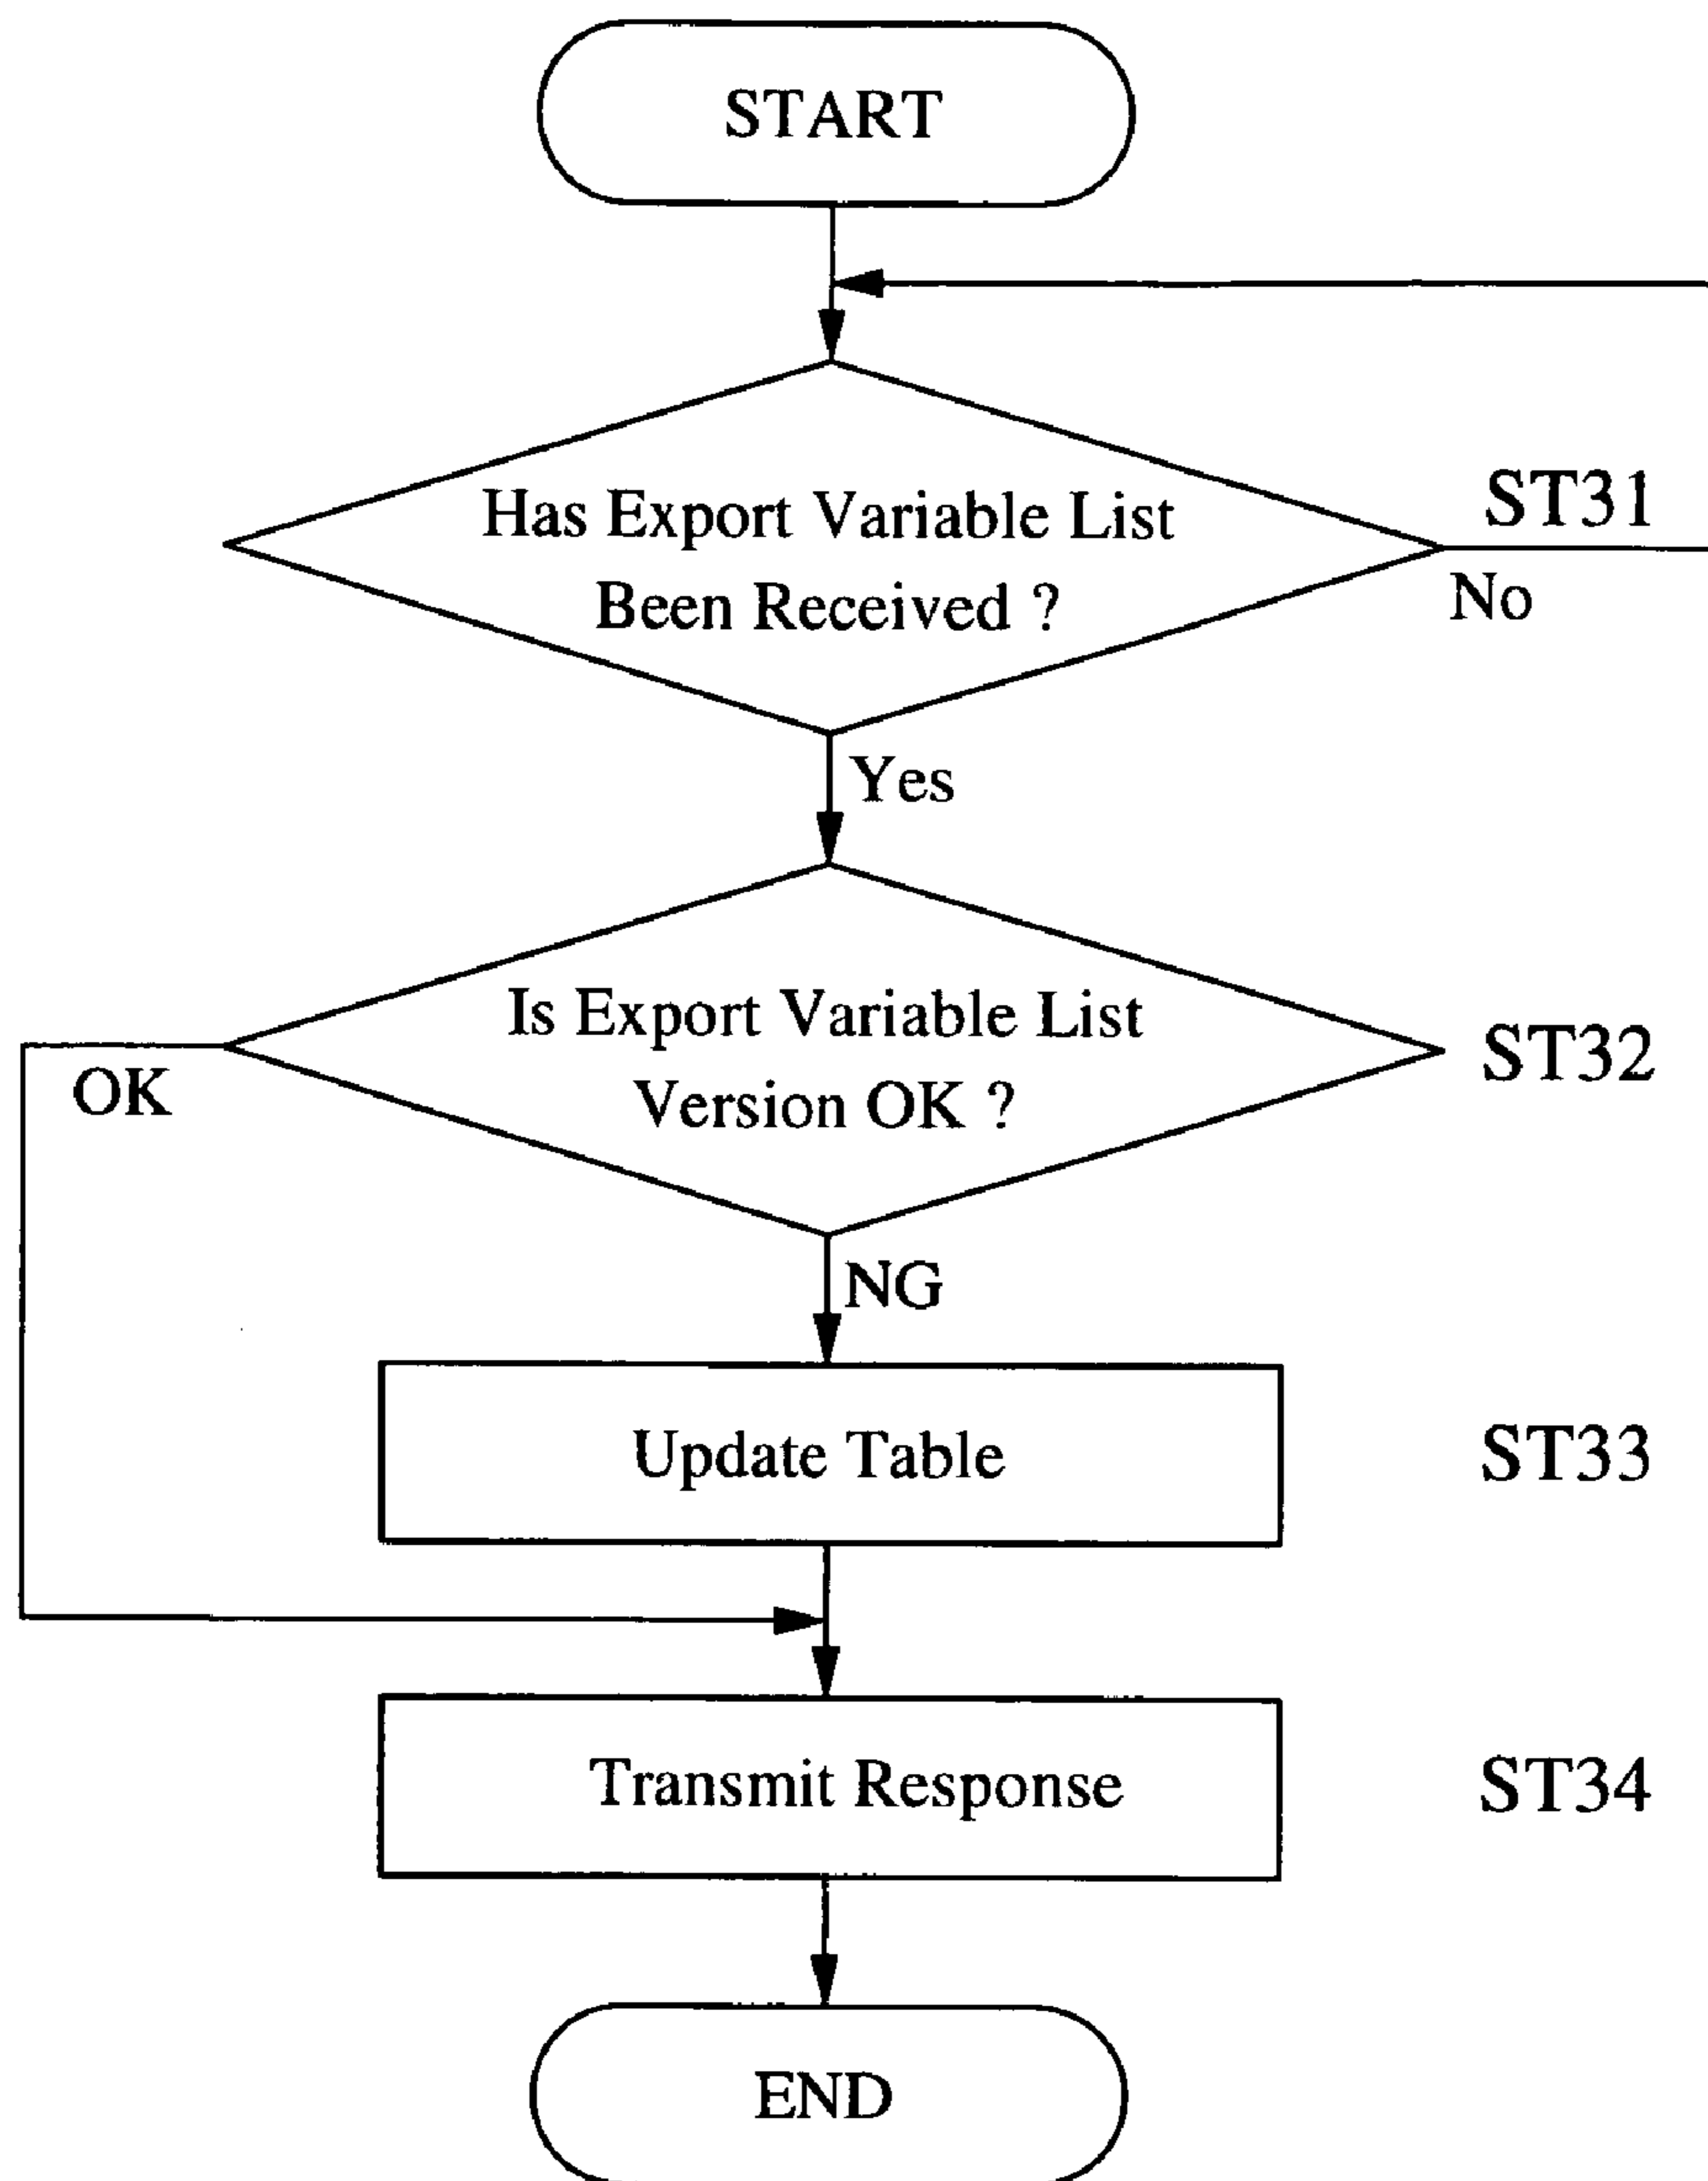 START
Has Export Variable List
Been Received ?
ST31
No
Yes
Is Export Variable List
Version OK ?
ST32
OK
NG
Update Table
ST33
Transmit Response
ST34
END